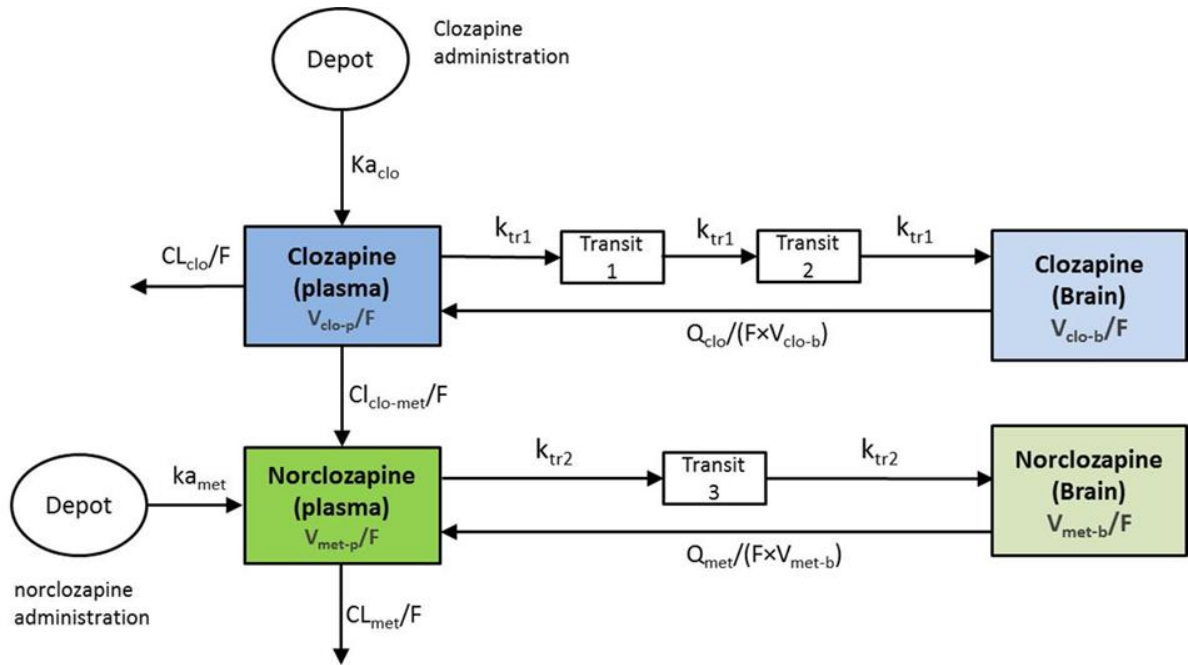 Depot
Clozapine
administration
Ka_clo
CL_clo/F
Clozapine
(plasma)
V_clo-p/F
k_tr1
Transit
1
k_tr1
Transit
2
k_tr1
Clozapine
(Brain)
V_clo-b/F
Q_clo/(F×V_clo-b)
Cl_clo-met/F
Depot
ka_met
norclozapine
administration
Norclozapine
(plasma)
V_met-p/F
k_tr2
Transit
3
k_tr2
Norclozapine
(Brain)
V_met-b/F
Q_met/(F×V_met-b)
CL_met/F